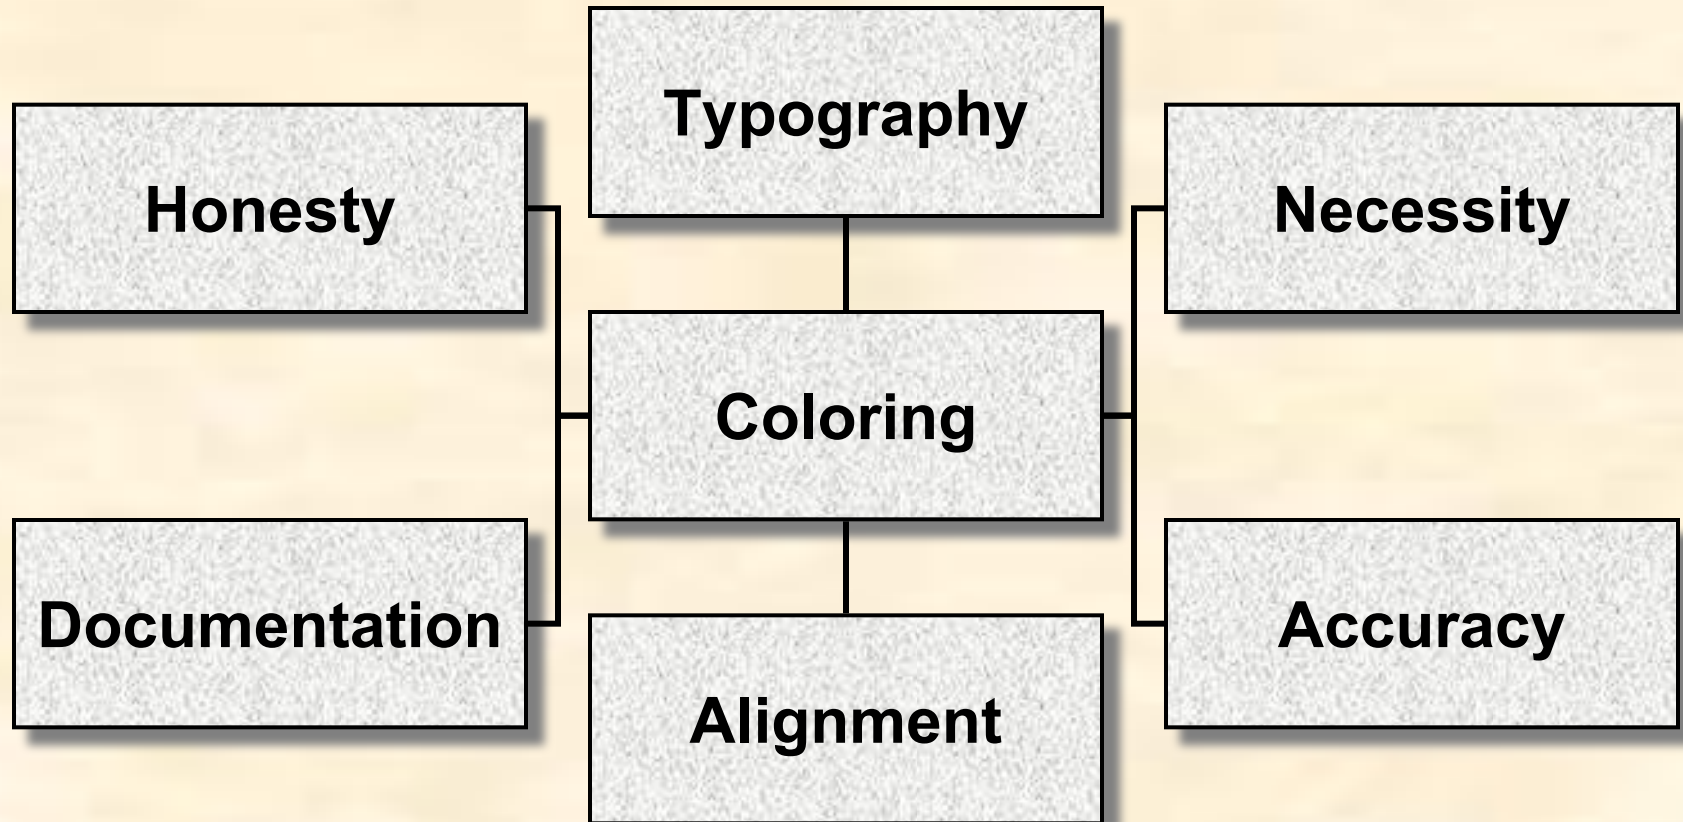 Typography
Honesty
Necessity
Coloring
Documentation
Accuracy
Alignment